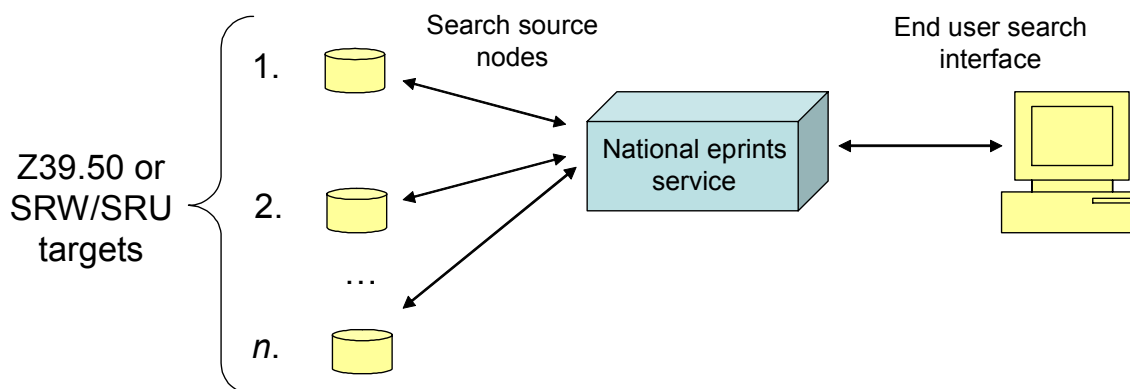 Search source
nodes
End user search
interface
1.
Z39.50 or
SRW/SRU
targets
National eprints
service
2.
...
n.